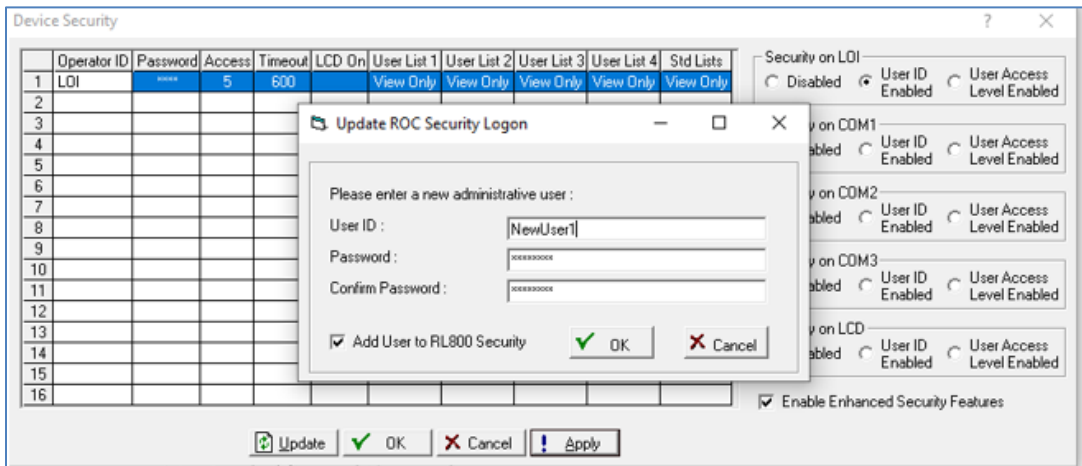 Device Security ? ×
Operator ID Password Access Timeout LCD On User List 1 User List 2 User List 3 User List 4 Std Lists
1 LOI **** 5 600 View Only View Only View Only View Only View Only
2
3
4
5
6
7
8
9
10
11
12
13
14
15
16
Update ROC Security Logon
Please enter a new administrative user :
User ID : NewUser1
Password : ********
Confirm Password : ********
Add User to RL800 Security
OK Cancel
Security on LOI
Disabled User ID Enabled User Access Level Enabled
y on COM1
abled User ID Enabled User Access Level Enabled
y on COM2
abled User ID Enabled User Access Level Enabled
y on COM3
abled User ID Enabled User Access Level Enabled
y on LCD
abled User ID Enabled User Access Level Enabled
Enable Enhanced Security Features
Update OK Cancel ! Apply